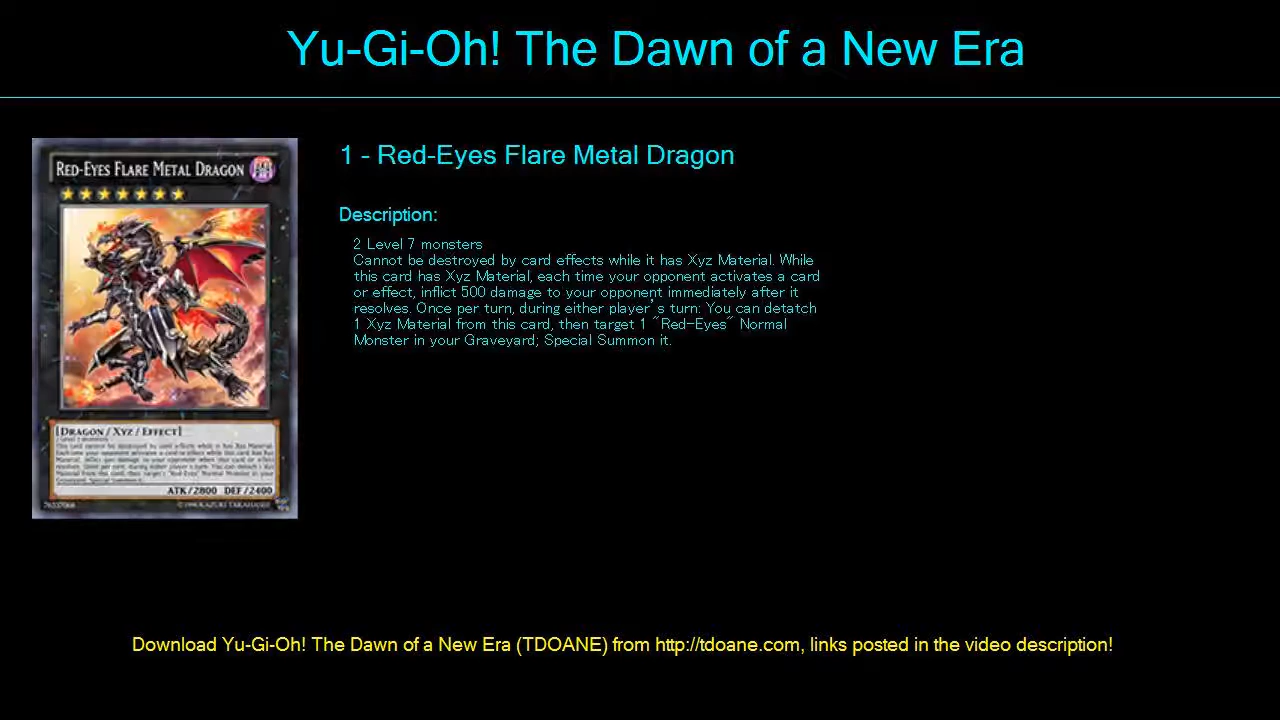 Yu-Gi-Oh! The Dawn of a New Era
RED-EYES FLARE METAL DRAGON
1 - Red-Eyes Flare Metal Dragon
Description:
2 Level 7 monsters
Cannot be destroyed by card effects while it has Xyz Material. While
this card has Xyz Material, each time your opponent activates a card
or effect, inflict 500 damage to your opponent immediately after it
resolves. Once per turn, during either player's turn: You can detatch
1 Xyz Material from this card, then target 1 "Red-Eyes" Normal
Monster in your Graveyard; Special Summon it.
[DRAGON / XYZ / EFFECT]
ATK/2800 DEF/2400
Download Yu-Gi-Oh! The Dawn of a New Era (TDOANE) from http://tdoane.com, links posted in the video description!